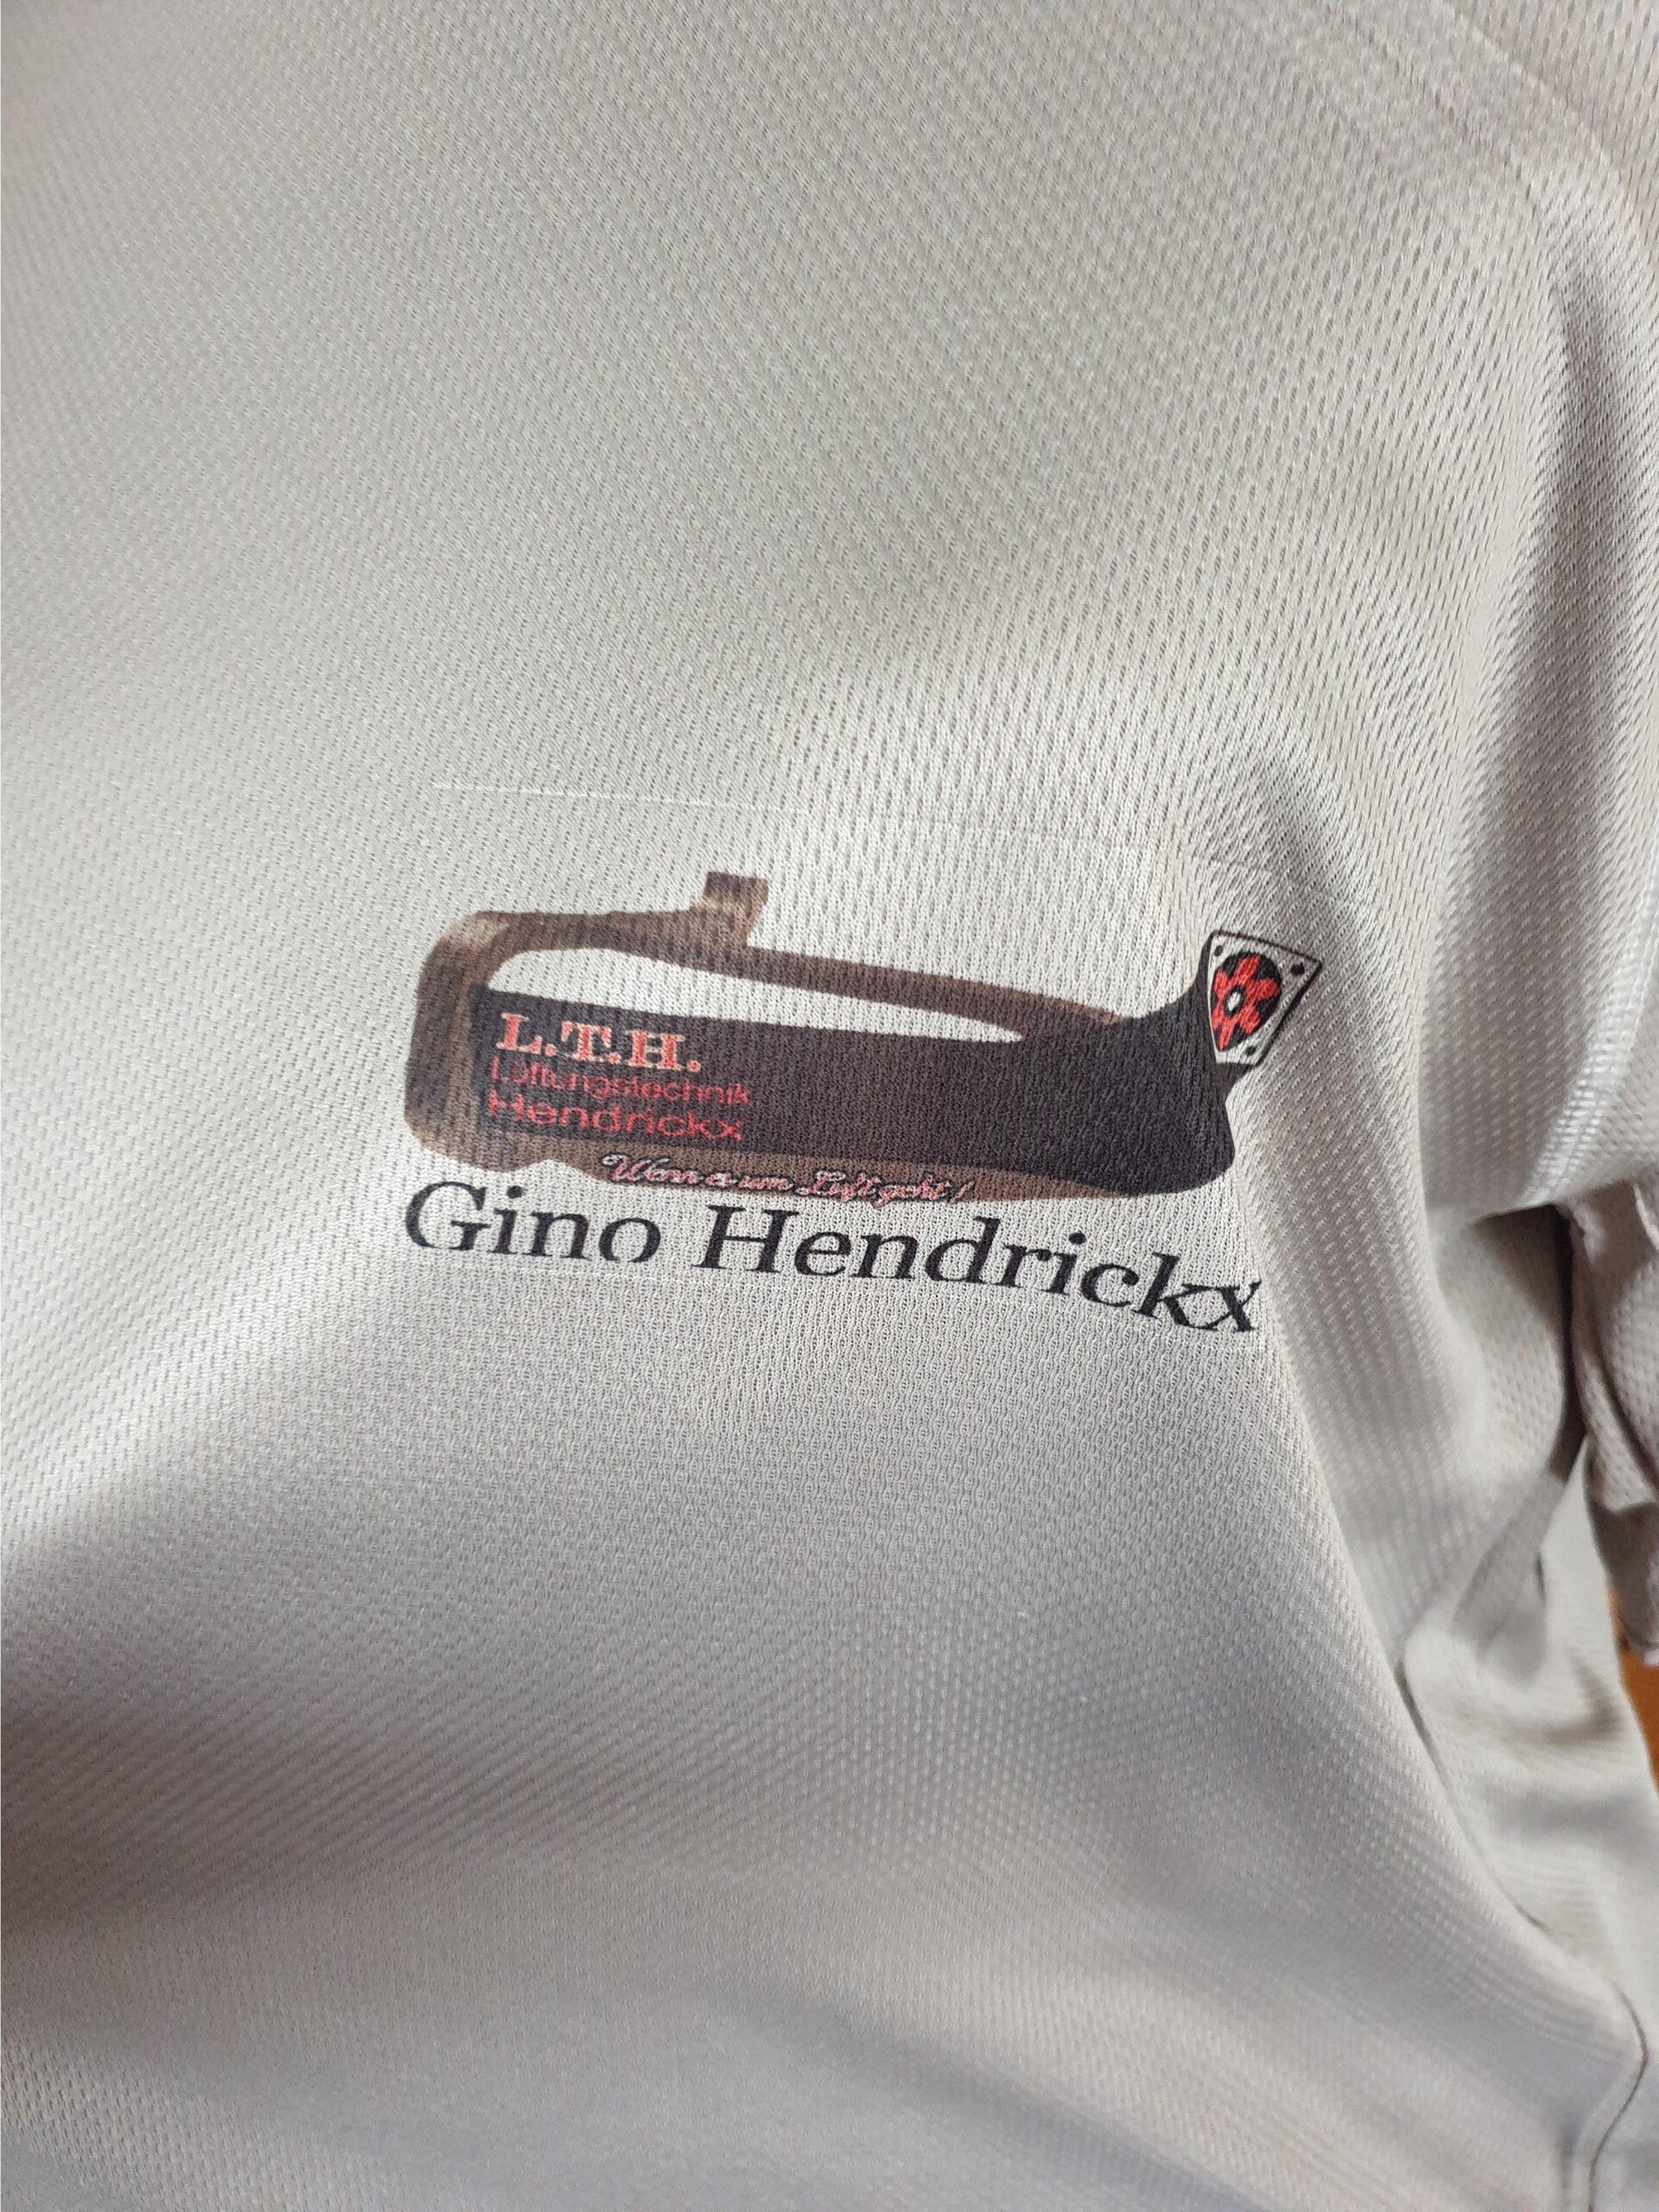 L.T.H.
Lüftungstechnik
Hendrickx
Wenn es um Luft geht !
Gino Hendrickx